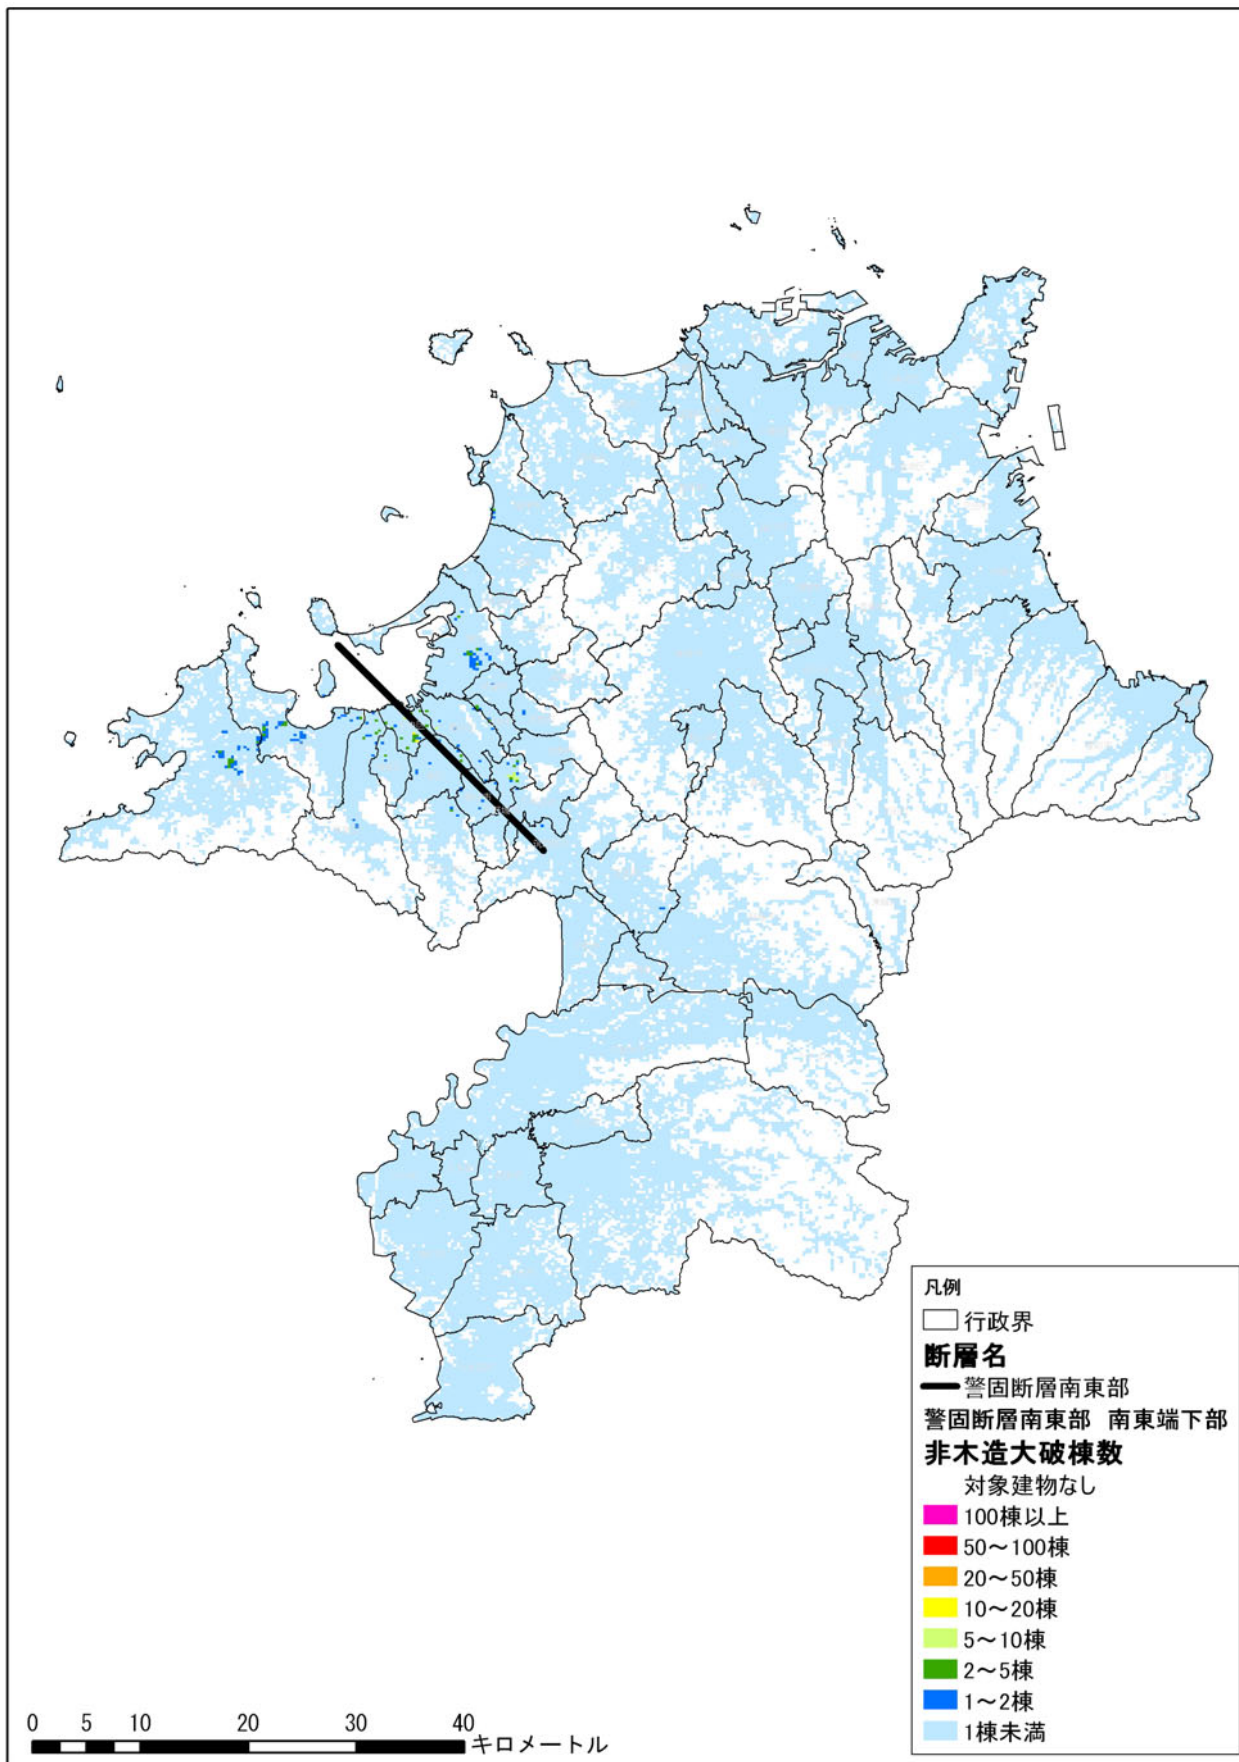 凡例
行政界
断層名
警固断層南東部
警固断層南東部 南東端下部
非木造大破棟数
対象建物なし
100棟以上
50～100棟
20～50棟
10～20棟
5～10棟
2～5棟
1～2棟
1棟未満
0 5 10 20 30 40
キロメートル